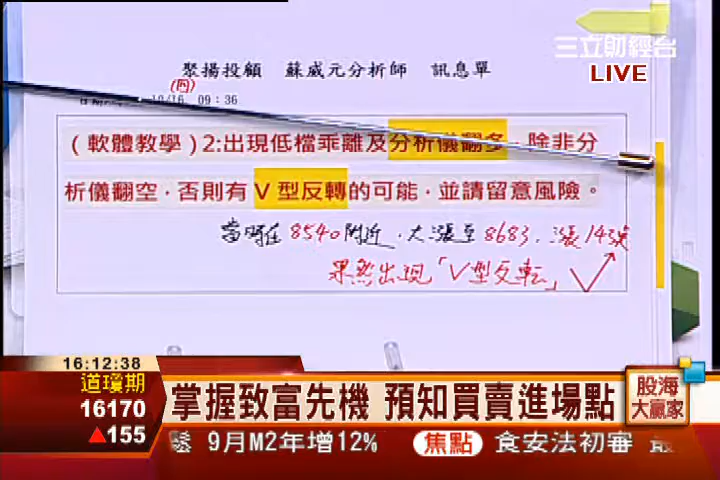 三立財經台
LIVE
聚揚投顧 蘇威元分析師 訊息單
(四)
10/16 09:36
(軟體教學)2:出現低檔乖離及分析儀翻多,除非分
析儀翻空,否則有V型反轉的可能,並請留意風險。
當時在8540附近,大漲至8683,漲143點
果然出現「V型反転」
16:12:38
道瓊期
16170
▲155
掌握致富先機 預知買賣進場點
股海
大贏家
鬆 9月M2年增12% 焦點 食安法初審